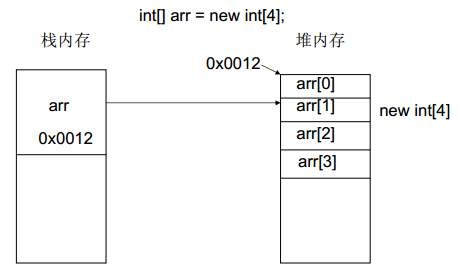 int[] arr = new int[4];
栈内存
堆内存
0x0012
arr
0x0012
arr[0]
arr[1]
arr[2]
arr[3]
new int[4]